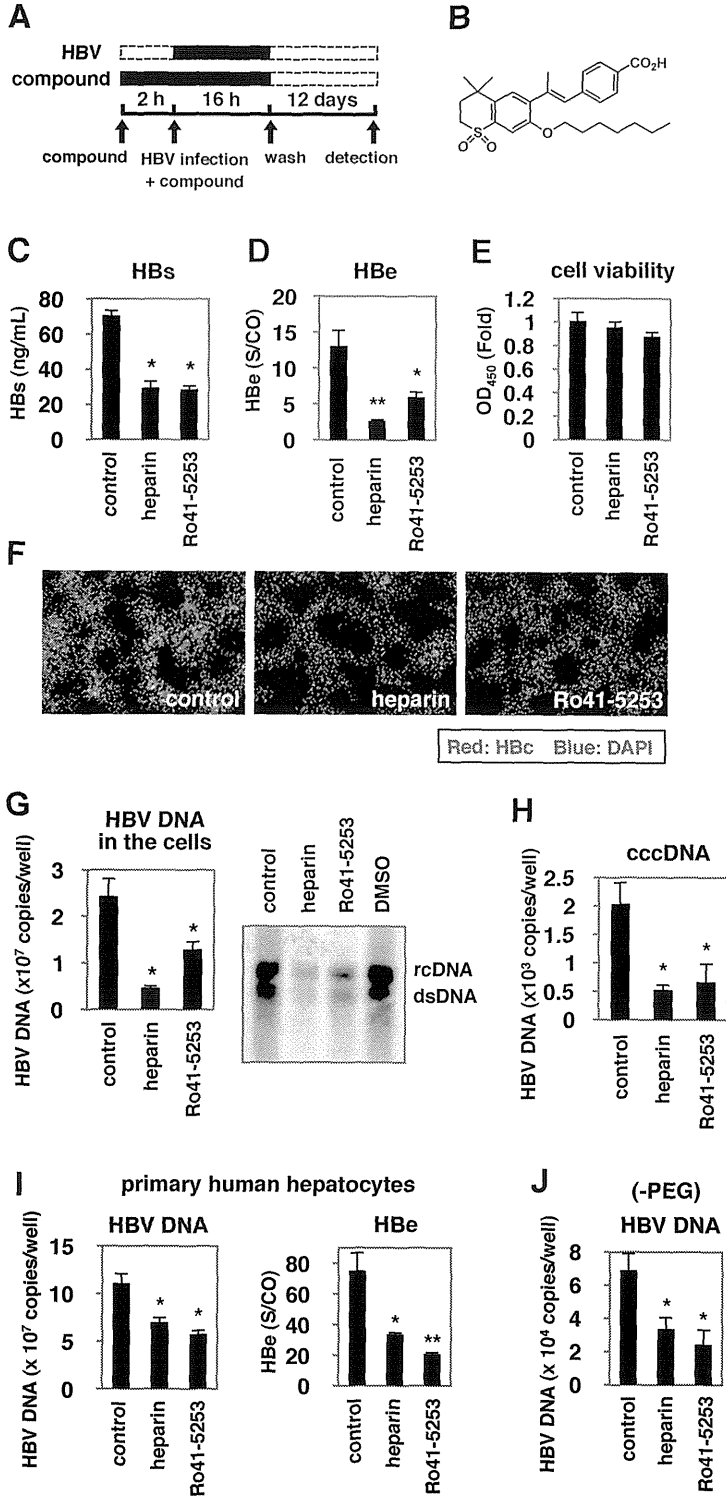 A
HBV
compound
2 h
16 h
12 days
compound
HBV infection
+ compound
wash
detection
B
CO2H
S
O
O
O
C
HBs
HBs (ng/mL)
80
60
40
20
0
*
*
control
heparin
Ro41-5253
D
HBe
HBe (S/CO)
20
15
10
5
0
**
*
control
heparin
Ro41-5253
E
cell viability
OD450 (Fold)
1.2
1
0.8
0.6
0.4
0.2
0
control
heparin
Ro41-5253
F
control
heparin
Ro41-5253
Red: HBc Blue: DAPI
G
HBV DNA
in the cells
HBV DNA (x10⁷ copies/well)
3
2
1
0
*
*
control
heparin
Ro41-5253
control
heparin
Ro41-5253
DMSO
rcDNA
dsDNA
H
cccDNA
HBV DNA (x10³ copies/well)
2.5
2
1.5
1
0.5
0
*
*
control
heparin
Ro41-5253
I
primary human hepatocytes
HBV DNA
HBV DNA (x 10⁷ copies/well)
15
10
5
0
*
*
control
heparin
Ro41-5253
HBe
HBe (S/CO)
80
60
40
20
0
*
**
control
heparin
Ro41-5253
J
(-PEG)
HBV DNA
HBV DNA (x 10⁴ copies/well)
8
6
4
2
0
*
*
control
heparin
Ro41-5253